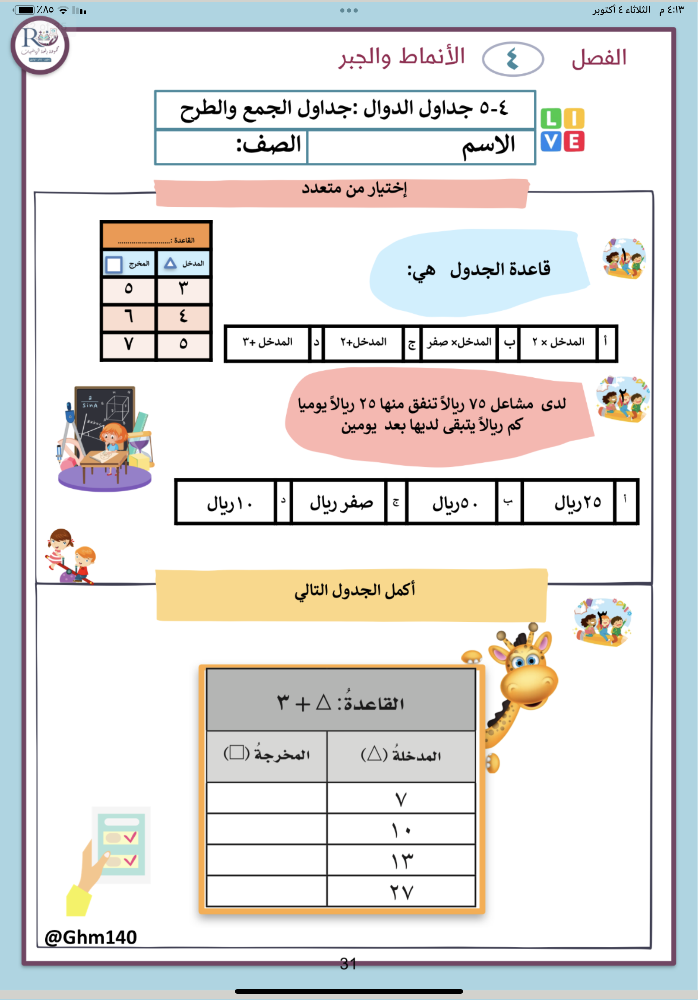 ٤:١٣ م الثلاثاء ٤ أكتوبر
٪٨٥
الفصل ٤ الأنماط والجبر
٤-٥ جداول الدوال :جداول الجمع والطرح
الاسم الصف:
LIVE
إختيار من متعدد
١
قاعدة الجدول هي:
القاعدة :...........................
المدخل المخرج
٣ ٥
٤ ٦
٥ ٧
أ المدخل × ٢ ب المدخل× صفر ج المدخل+٢ د المدخل +٣
٢
لدى مشاعل ٧٥ ريالاً تنفق منها ٢٥ ريالاً يوميا
كم ريالاً يتبقى لديها بعد يومين
a
sinA
axb=c
أ ٢٥ريال ب ٥٠ريال ج صفر ريال د ١٠ريال
أكمل الجدول التالي
٣
القاعدةُ: △ + ٣
المدخلةُ (△) المخرجةُ (□)
٧
١٠
١٣
٢٧
@Ghm140
31